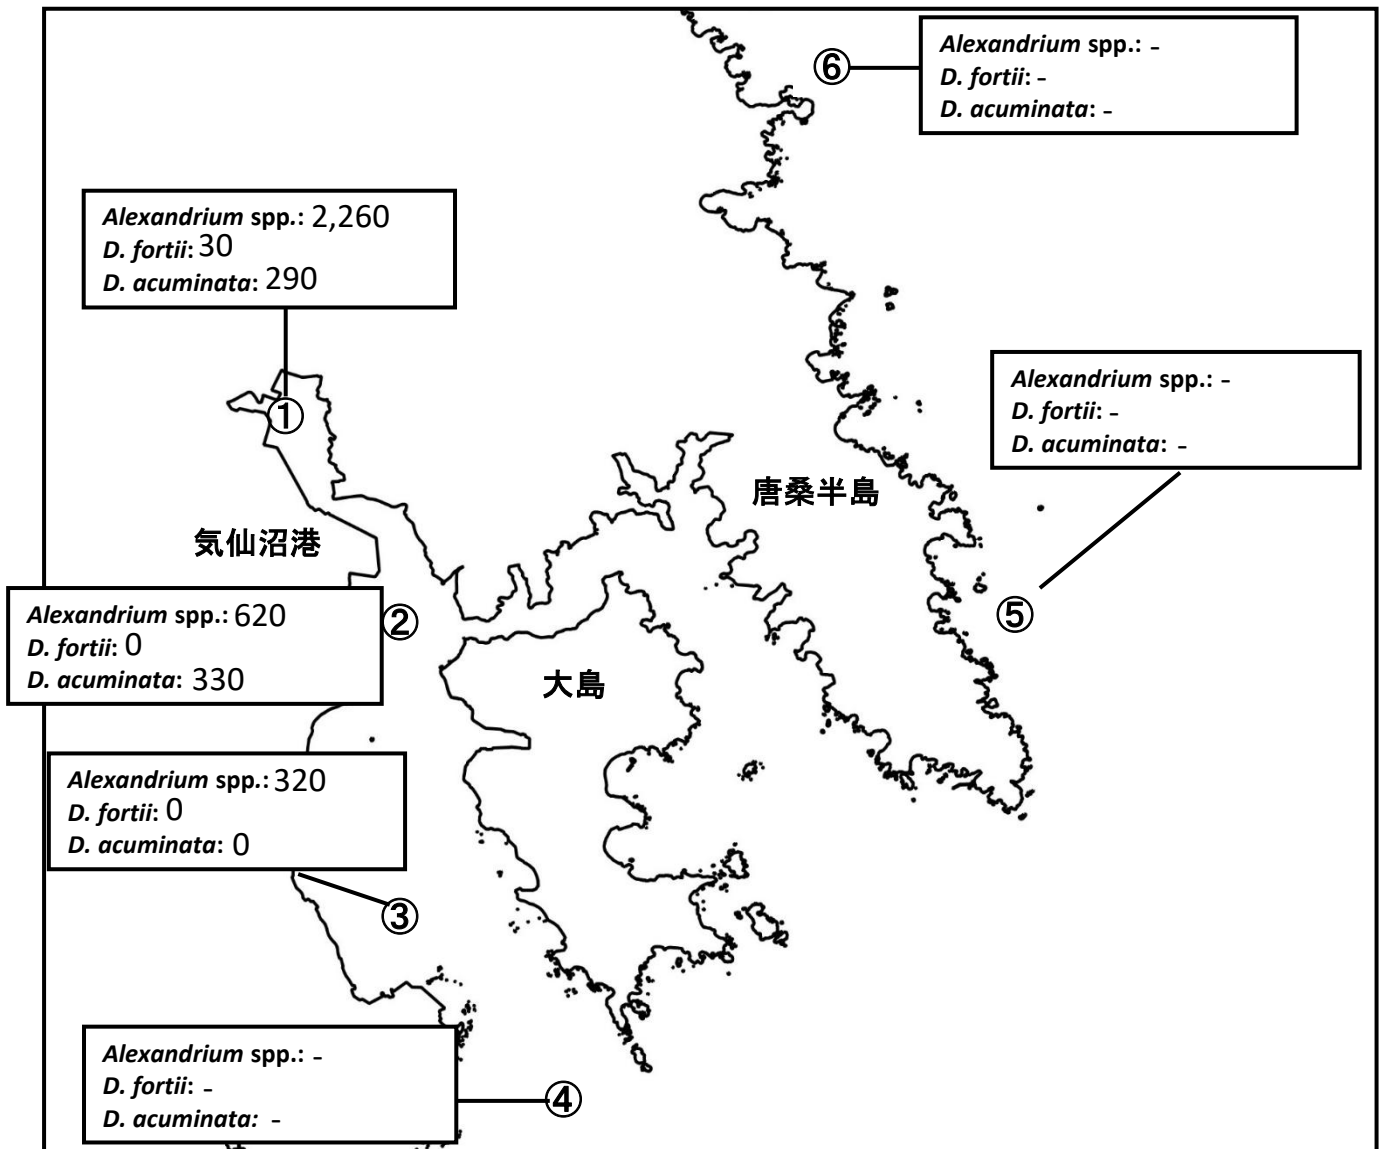 ⑥
Alexandrium spp.: -
D. fortii: -
D. acuminata: -
Alexandrium spp.: 2,260
D. fortii: 30
D. acuminata: 290
①
Alexandrium spp.: -
D. fortii: -
D. acuminata: -
唐桑半島
気仙沼港
⑤
Alexandrium spp.: 620
D. fortii: 0
D. acuminata: 330
②
大島
Alexandrium spp.: 320
D. fortii: 0
D. acuminata: 0
③
Alexandrium spp.: -
D. fortii: -
D. acuminata: -
④